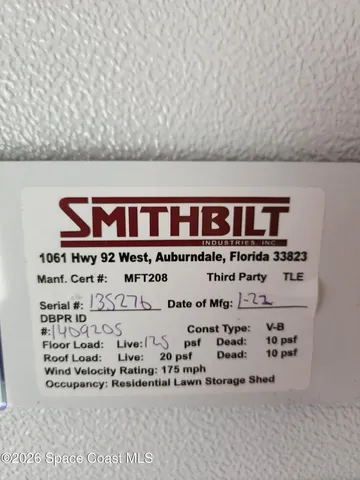 SMITHBILT
INDUSTRIES, INC.
1061 Hwy 92 West, Auburndale, Florida 33823
Manf. Cert #: MFT208 Third Party TLE
Serial #: 135276 Date of Mfg: 1-22
DBPR ID
#: 1409205 Const Type: V-B
Floor Load: Live: 125 psf Dead: 10 psf
Roof Load: Live: 20 psf Dead: 10 psf
Wind Velocity Rating: 175 mph
Occupancy: Residential Lawn Storage Shed
©2026 Space Coast MLS